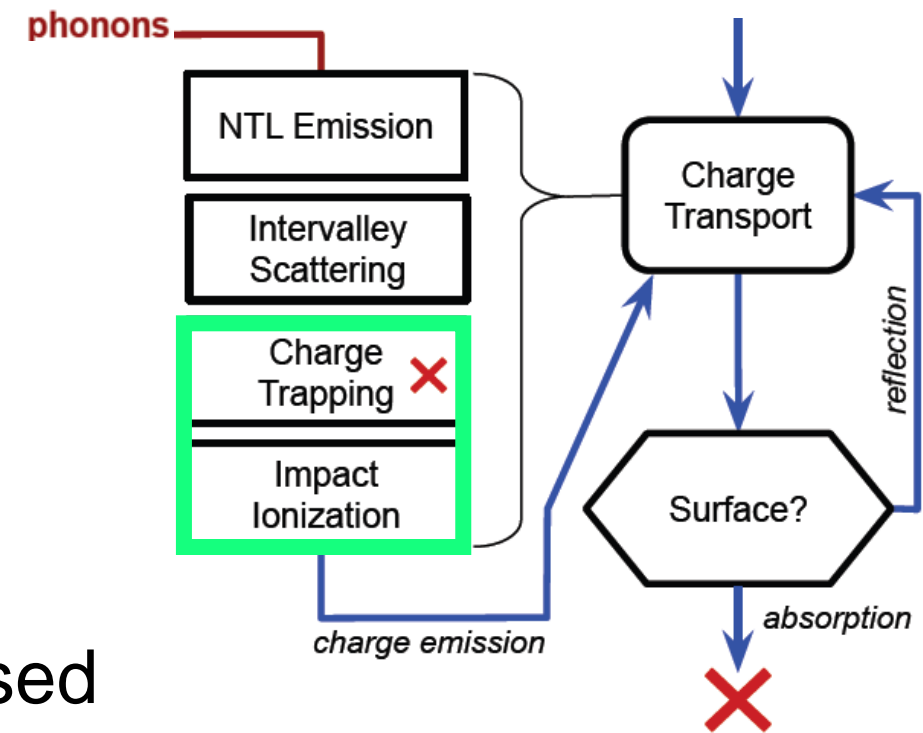 phonons
NTL Emission
Intervalley
Scattering
Charge
Trapping
Impact
Ionization
charge emission
Charge
Transport
reflection
Surface?
absorption
sed